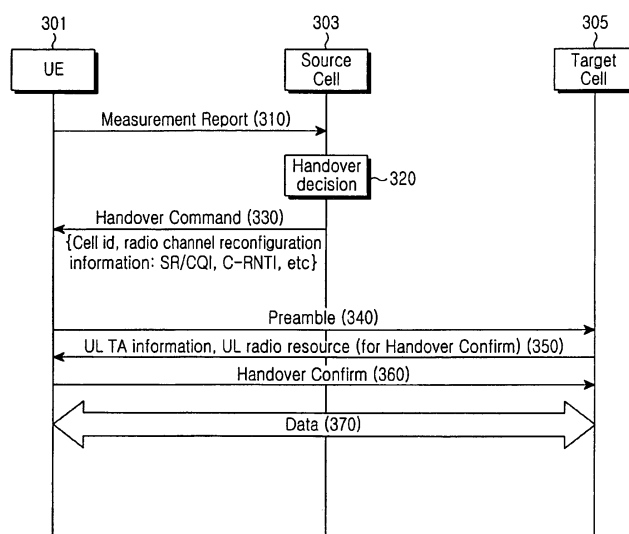 301
303
305
UE
Source
Cell
Target
Cell
Measurement Report (310)
Handover
decision
320
Handover Command (330)
{Cell id, radio channel reconfiguration
information: SR/CQI, C-RNTI, etc}
Preamble (340)
UL TA information, UL radio resource (for Handover Confirm) (350)
Handover Confirm (360)
Data (370)